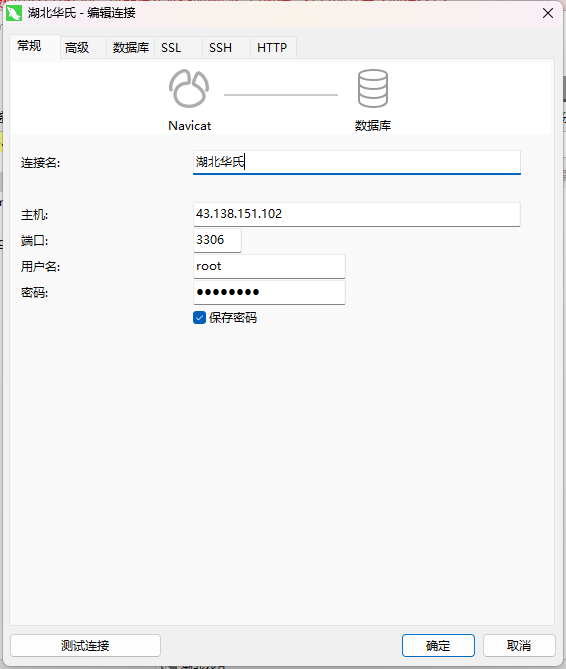 湖北华氏 - 编辑连接
常规 高级 数据库 SSL SSH HTTP
Navicat 数据库
连接名: 湖北华氏
主机: 43.138.151.102
端口: 3306
用户名: root
密码: ●●●●●●●●
保存密码
测试连接 确定 取消